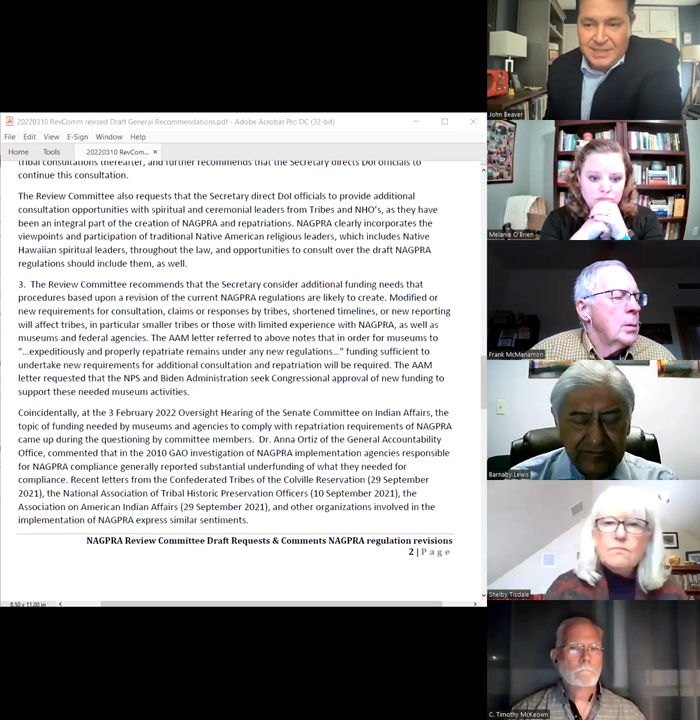 20220310 RevComm revised Draft General Recommendations.pdf - Adobe Acrobat Pro DC (32-bit)
File Edit View E-Sign Window Help
Home Tools 20220310 RevCom... ×
tribal consultations thereafter, and further recommends that the Secretary directs DoI officials to
continue this consultation.
The Review Committee also requests that the Secretary direct DoI officials to provide additional
consultation opportunities with spiritual and ceremonial leaders from Tribes and NHO's, as they have
been an integral part of the creation of NAGPRA and repatriations. NAGPRA clearly incorporates the
viewpoints and participation of traditional Native American religious leaders, which includes Native
Hawaiian spiritual leaders, throughout the law, and opportunities to consult over the draft NAGPRA
regulations should include them, as well.
3. The Review Committee recommends that the Secretary consider additional funding needs that
procedures based upon a revision of the current NAGPRA regulations are likely to create. Modified or
new requirements for consultation, claims or responses by tribes, shortened timelines, or new reporting
will affect tribes, in particular smaller tribes or those with limited experience with NAGPRA, as well as
museums and federal agencies. The AAM letter referred to above notes that in order for museums to
"...expeditiously and properly repatriate remains under any new regulations..." funding sufficient to
undertake new requirements for additional consultation and repatriation will be required. The AAM
letter requested that the NPS and Biden Administration seek Congressional approval of new funding to
support these needed museum activities.
Coincidentally, at the 3 February 2022 Oversight Hearing of the Senate Committee on Indian Affairs, the
topic of funding needed by museums and agencies to comply with repatriation requirements of NAGPRA
came up during the questioning by committee members. Dr. Anna Ortiz of the General Accountability
Office, commented that in the 2010 GAO investigation of NAGPRA implementation agencies responsible
for NAGPRA compliance generally reported substantial underfunding of what they needed for
compliance. Recent letters from the Confederated Tribes of the Colville Reservation (29 September
2021), the National Association of Tribal Historic Preservation Officers (10 September 2021), the
Association on American Indian Affairs (29 September 2021), and other organizations involved in the
implementation of NAGPRA express similar sentiments.
NAGPRA Review Committee Draft Requests & Comments NAGPRA regulation revisions
2 | P a g e
8.50 x 11.00 in
John Beaver
Melanie O'Brien
Frank McManamon
Barnaby Lewis
Shelby Tisdale
C. Timothy McKeown